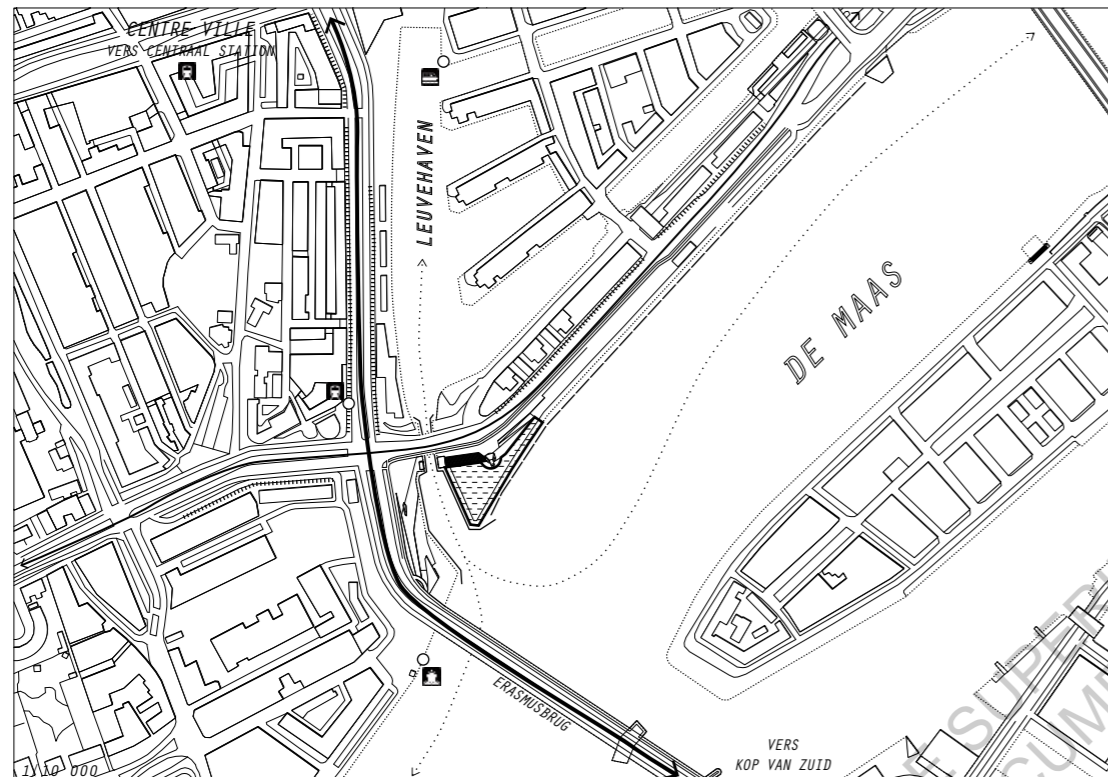 CENTRE VILLE
VERS CENTRAAL STATION
LEUVEHAVEN
DE MAAS
ERASMUSBRUG
VERS
KOP VAN ZUID
1/10 000